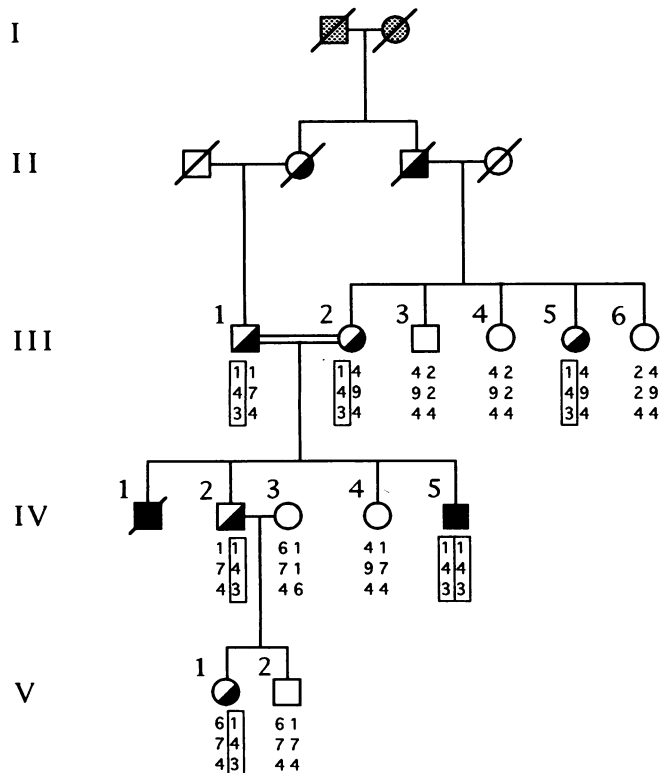 I
II
III
1 2 3 4 5 6
1 1 1 4 4 2 4 2 1 4 2 4
4 7 4 9 9 2 9 2 4 9 2 9
3 4 3 4 4 4 4 4 3 4 4 4
IV
1 2 3 4 5
1 1 6 1 4 1 1 1
7 4 7 1 9 7 4 4
4 3 4 6 4 4 3 3
V
1 2
6 1 6 1
7 4 7 7
4 3 4 4